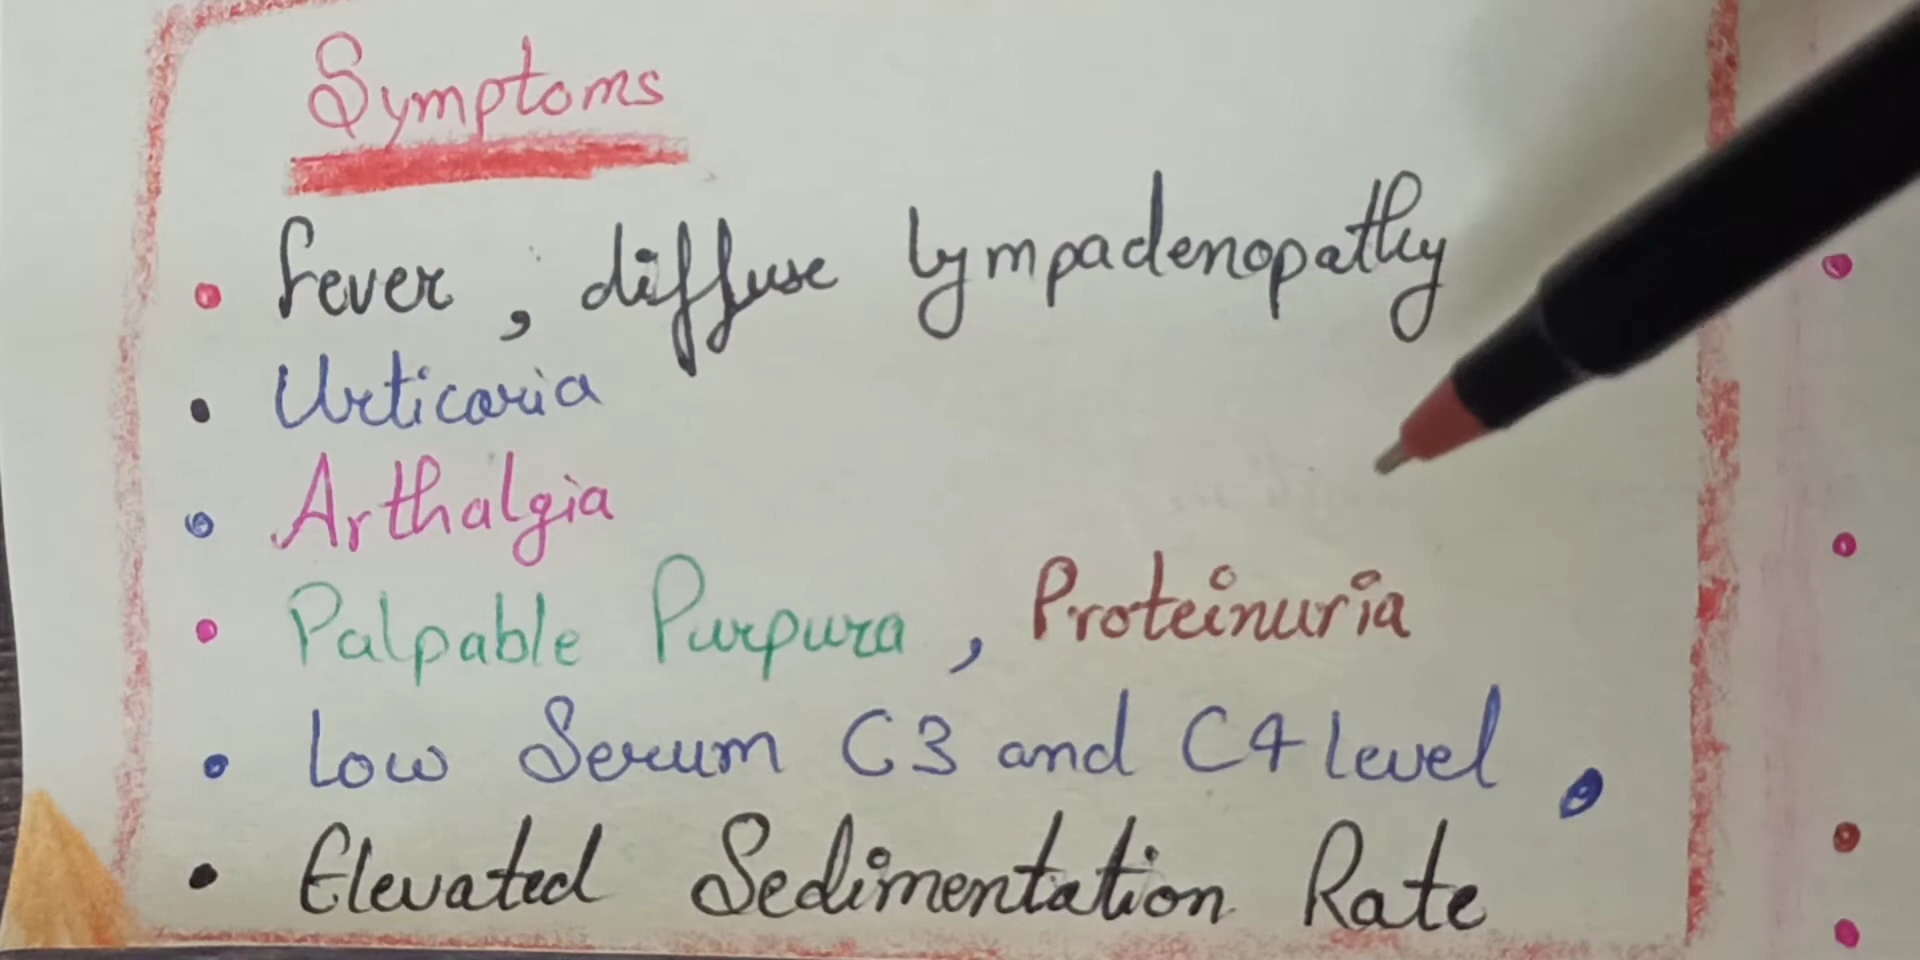 Symptoms
Fever, diffuse lympadenopathy
Urticaria
Arthalgia
Palpable Purpura, Proteinuria
Low Serum C3 and C4 level,
Elevated Sedimentation Rate